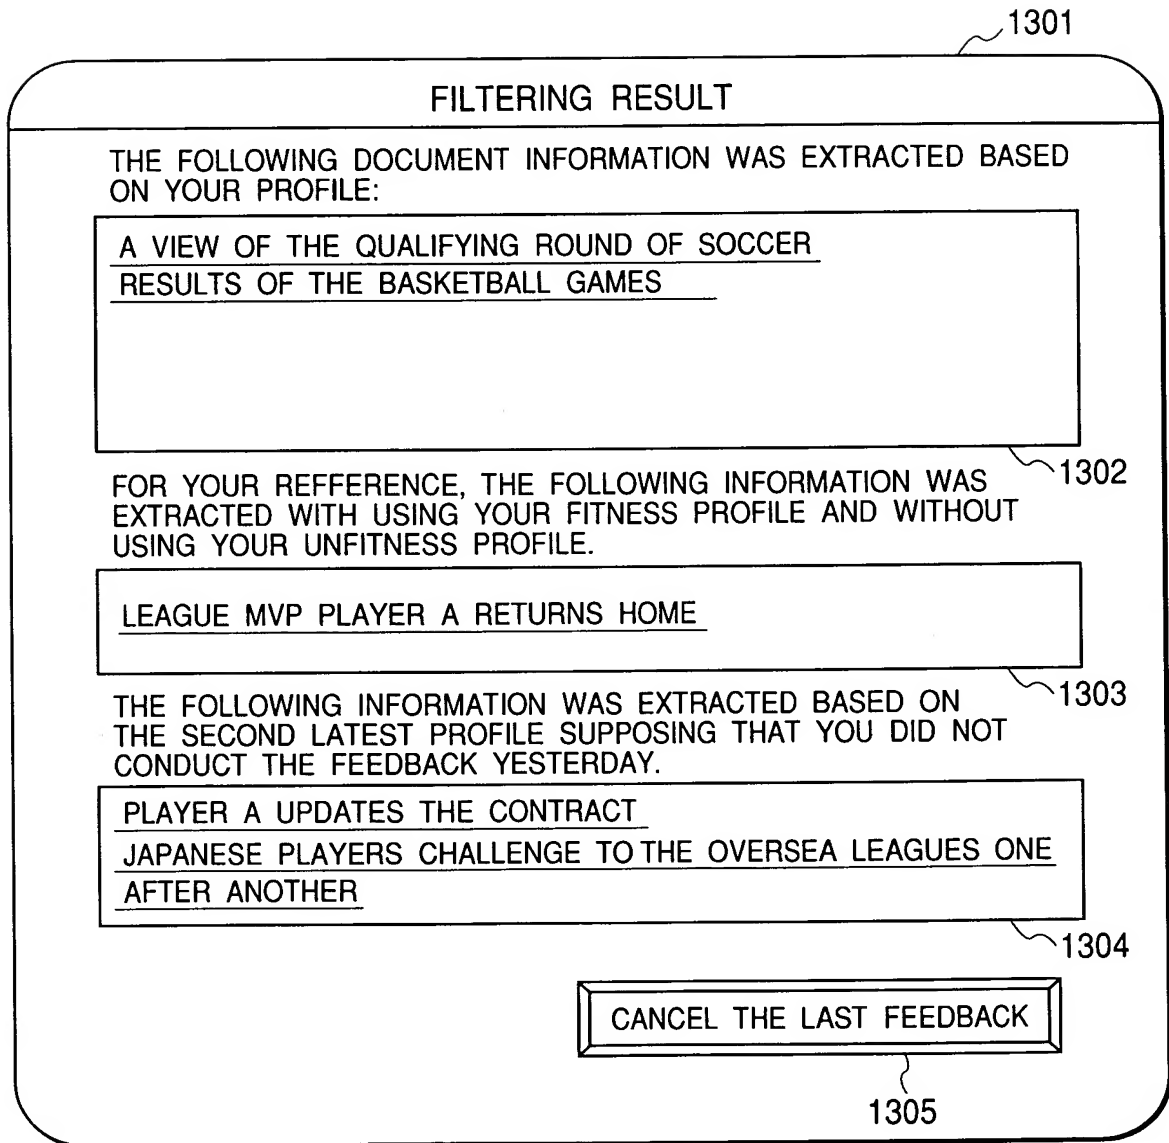 1301
FILTERING RESULT
THE FOLLOWING DOCUMENT INFORMATION WAS EXTRACTED BASED
ON YOUR PROFILE:
A VIEW OF THE QUALIFYING ROUND OF SOCCER
RESULTS OF THE BASKETBALL GAMES
1302
FOR YOUR REFFERENCE, THE FOLLOWING INFORMATION WAS
EXTRACTED WITH USING YOUR FITNESS PROFILE AND WITHOUT
USING YOUR UNFITNESS PROFILE.
LEAGUE MVP PLAYER A RETURNS HOME
1303
THE FOLLOWING INFORMATION WAS EXTRACTED BASED ON
THE SECOND LATEST PROFILE SUPPOSING THAT YOU DID NOT
CONDUCT THE FEEDBACK YESTERDAY.
PLAYER A UPDATES THE CONTRACT
JAPANESE PLAYERS CHALLENGE TO THE OVERSEA LEAGUES ONE
AFTER ANOTHER
1304
CANCEL THE LAST FEEDBACK
1305